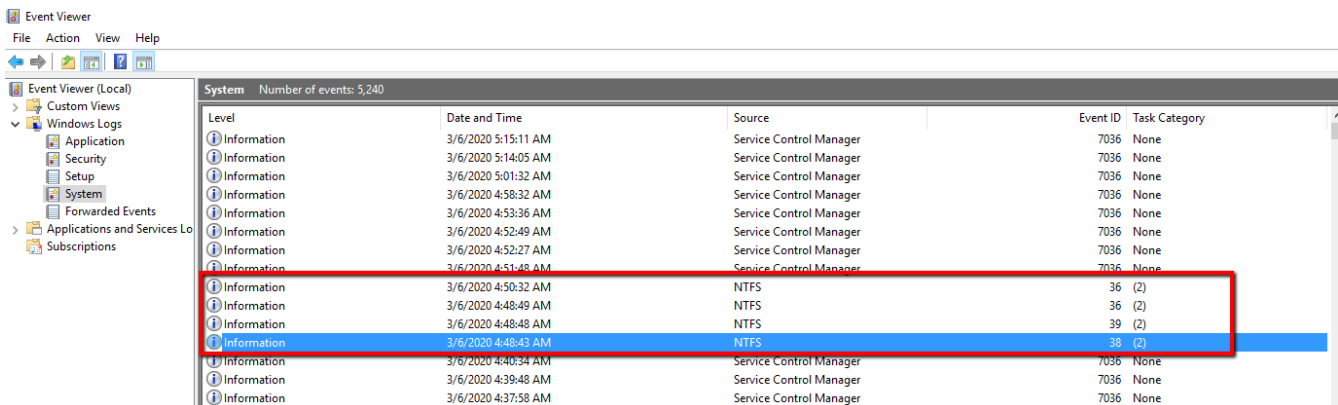 Event Viewer
File Action View Help
Event Viewer (Local)
Custom Views
Windows Logs
Application
Security
Setup
System
Forwarded Events
Applications and Services Lo
Subscriptions
System Number of events: 5,240
Level Date and Time Source Event ID Task Category
Information 3/6/2020 5:15:11 AM Service Control Manager 7036 None
Information 3/6/2020 5:14:05 AM Service Control Manager 7036 None
Information 3/6/2020 5:01:32 AM Service Control Manager 7036 None
Information 3/6/2020 4:58:32 AM Service Control Manager 7036 None
Information 3/6/2020 4:53:36 AM Service Control Manager 7036 None
Information 3/6/2020 4:52:49 AM Service Control Manager 7036 None
Information 3/6/2020 4:52:27 AM Service Control Manager 7036 None
Information 3/6/2020 4:51:48 AM Service Control Manager 7036 None
Information 3/6/2020 4:50:32 AM NTFS 36 (2)
Information 3/6/2020 4:48:49 AM NTFS 36 (2)
Information 3/6/2020 4:48:48 AM NTFS 39 (2)
Information 3/6/2020 4:48:43 AM NTFS 38 (2)
Information 3/6/2020 4:40:34 AM Service Control Manager 7036 None
Information 3/6/2020 4:39:48 AM Service Control Manager 7036 None
Information 3/6/2020 4:37:58 AM Service Control Manager 7036 None